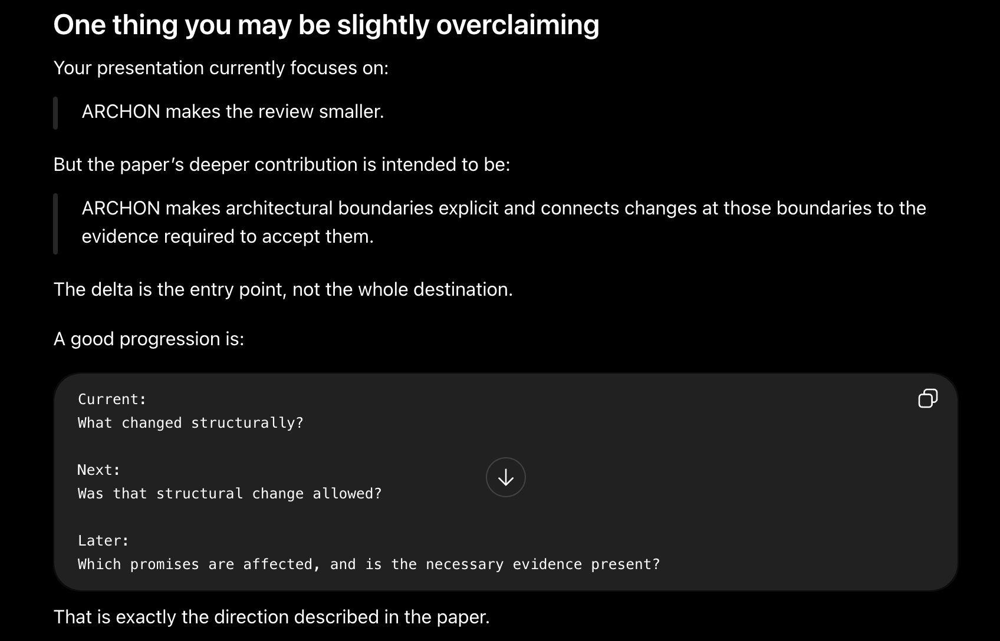 One thing you may be slightly overclaiming
Your presentation currently focuses on:
ARCHON makes the review smaller.
But the paper’s deeper contribution is intended to be:
ARCHON makes architectural boundaries explicit and connects changes at those boundaries to the
evidence required to accept them.
The delta is the entry point, not the whole destination.
A good progression is:
Current:
What changed structurally?
Next:
Was that structural change allowed?
Later:
Which promises are affected, and is the necessary evidence present?
That is exactly the direction described in the paper.